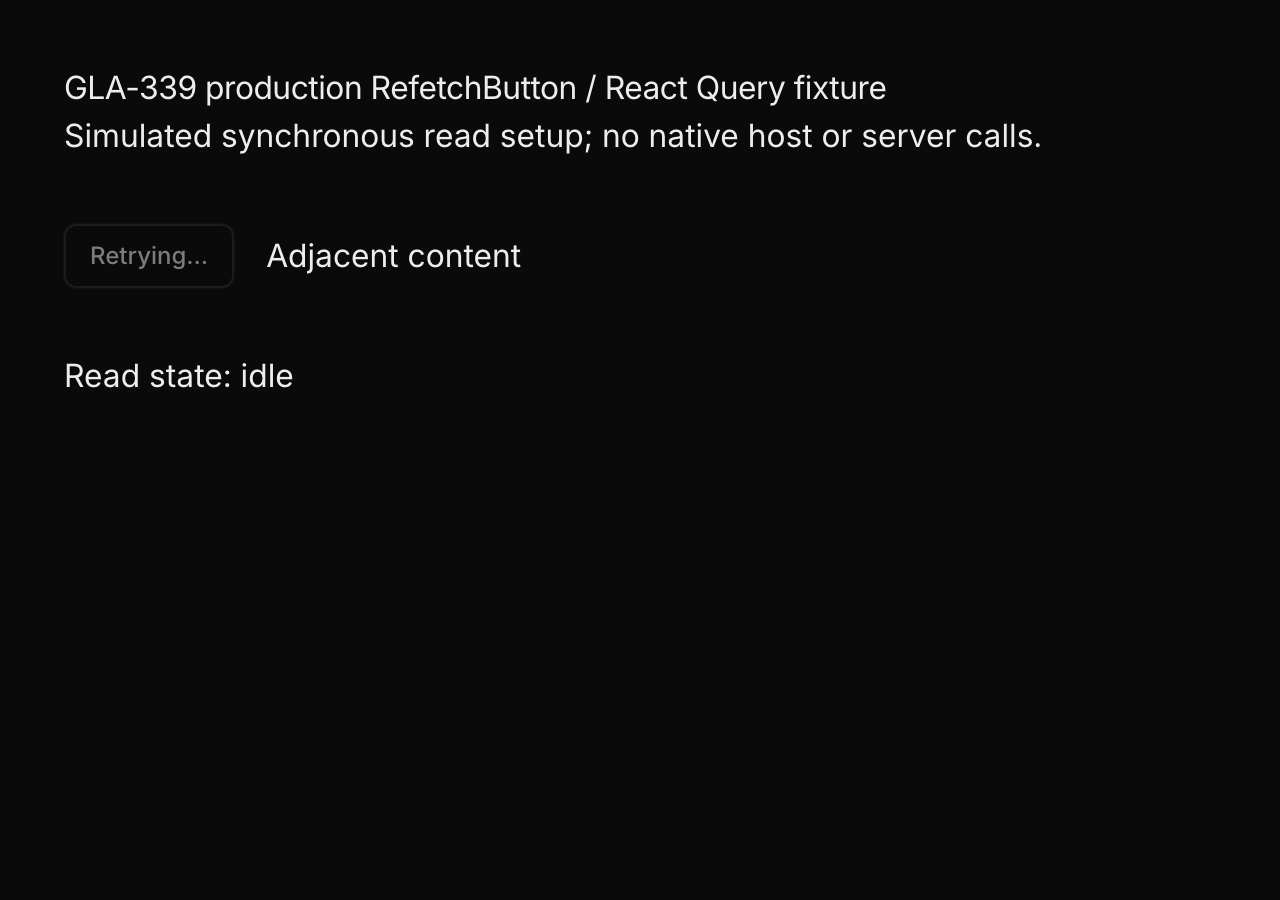 GLA-339 production RefetchButton / React Query fixture
Simulated synchronous read setup; no native host or server calls.
Retrying... Adjacent content
Read state: idle